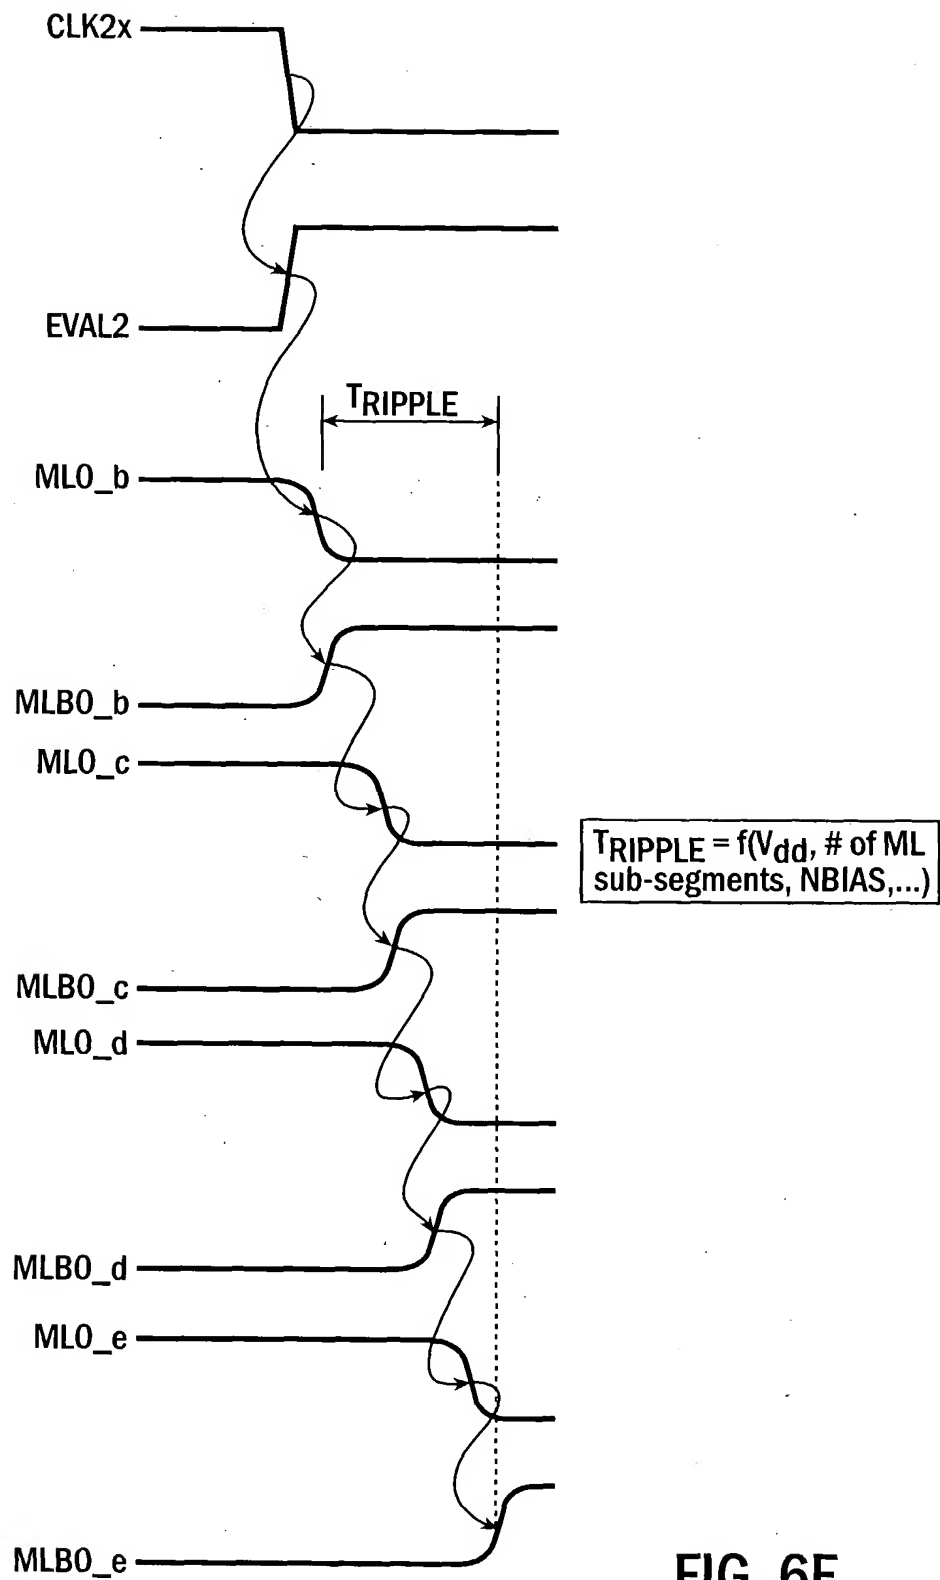 CLK2x
EVAL2
TRIPPLE
ML0_b
MLB0_b
ML0_c
TRIPPLE = f(Vdd, # of ML
sub-segments, NBIAS,...)
MLB0_c
ML0_d
MLB0_d
ML0_e
MLB0_e